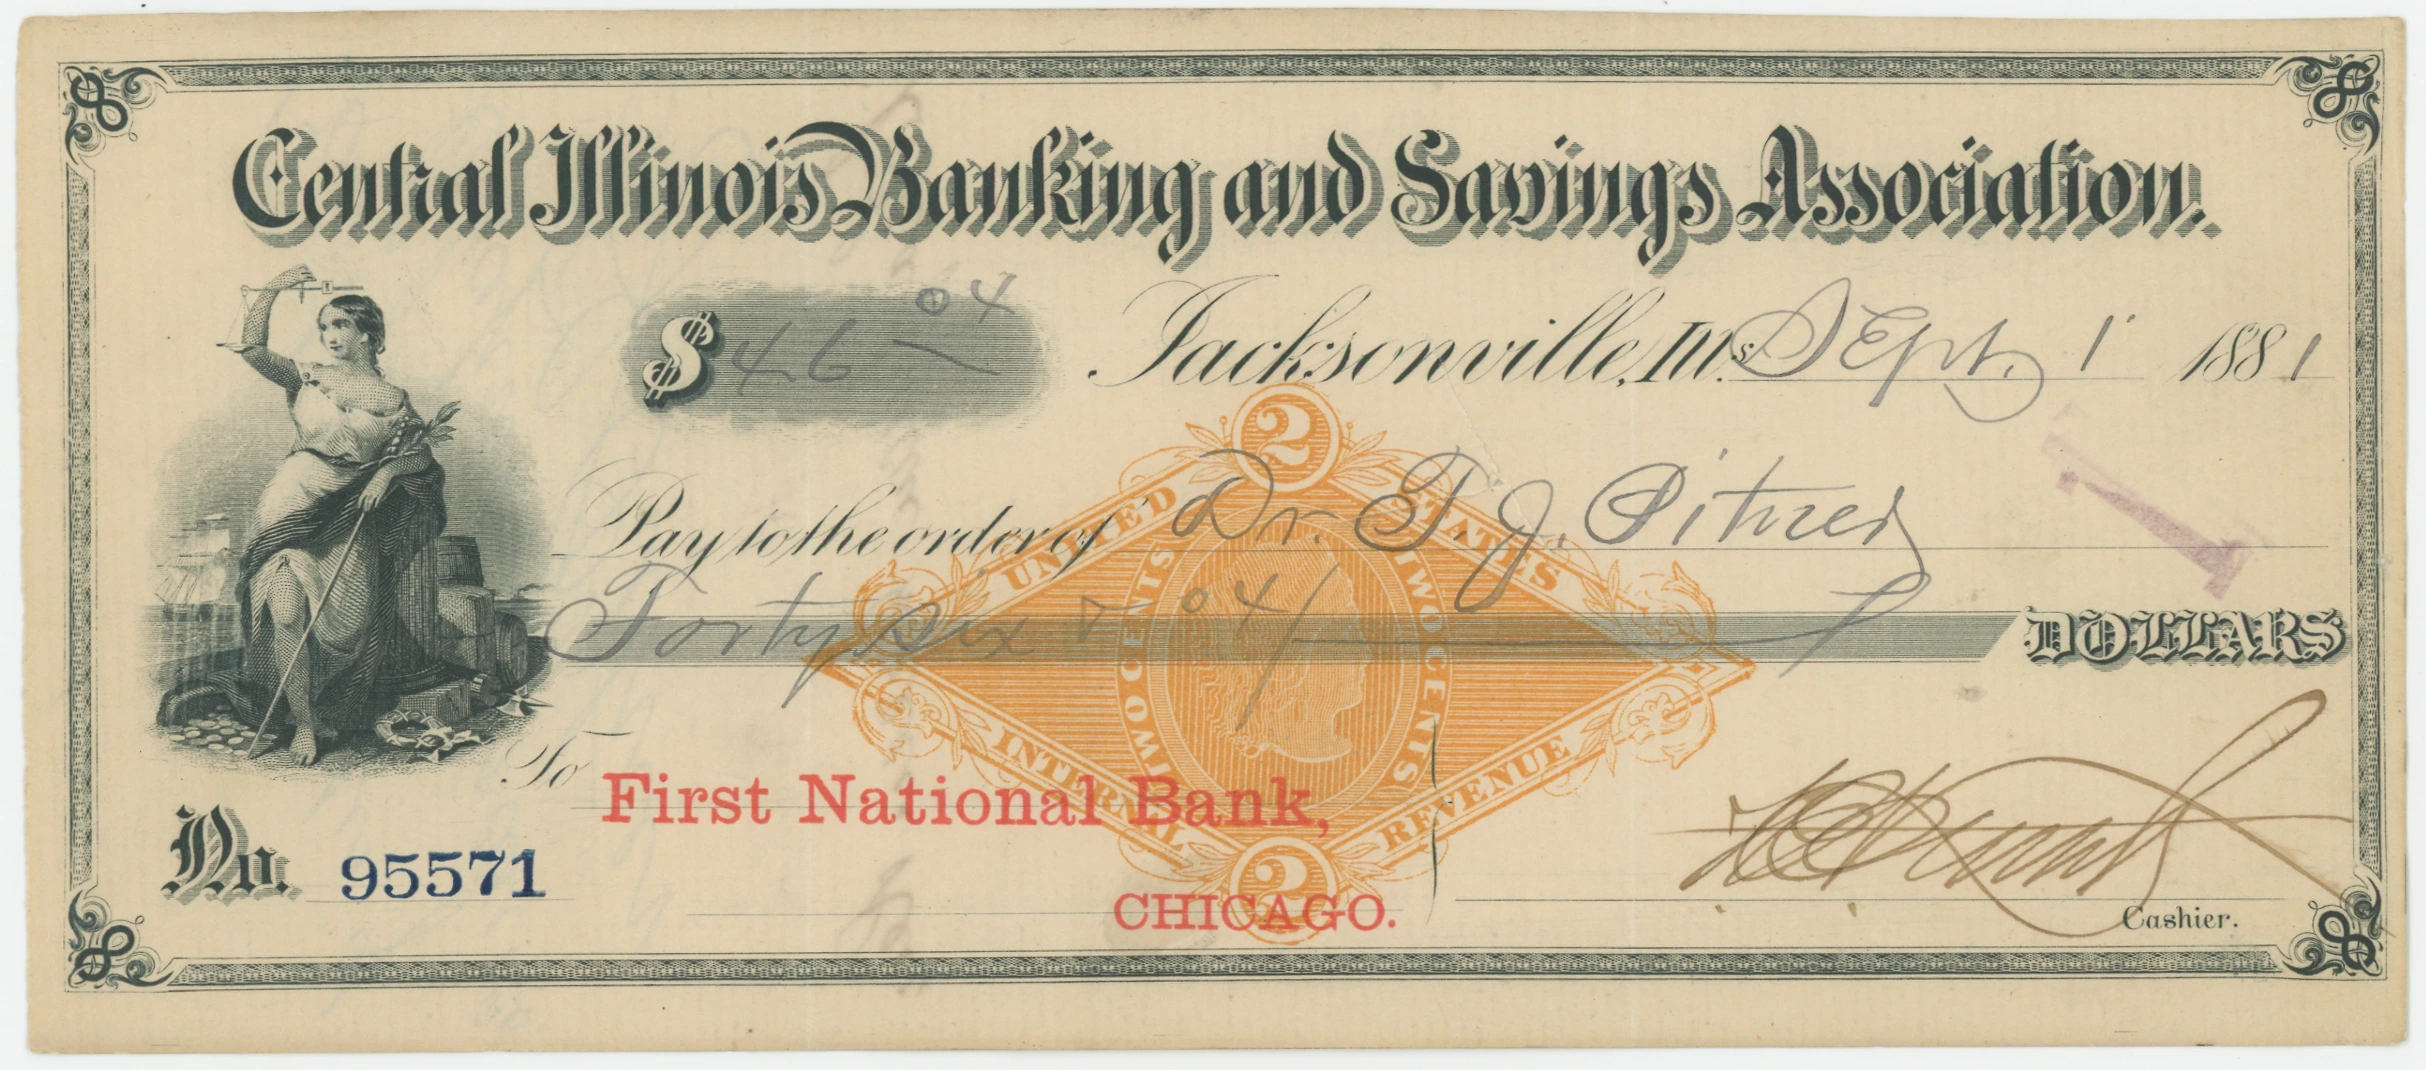 Central Illinois Banking and Savings Association.
$ 46 04 Jacksonville, Ills. Sept. 1 1881
Pay to the order of Dr. T. J. Pitner
Forty six & 04/ DOLLARS
UNITED STATES
INTERNAL REVENUE
TWO CENTS TWO CENTS
2
2
To First National Bank,
CHICAGO.
No. 95571
Cashier.